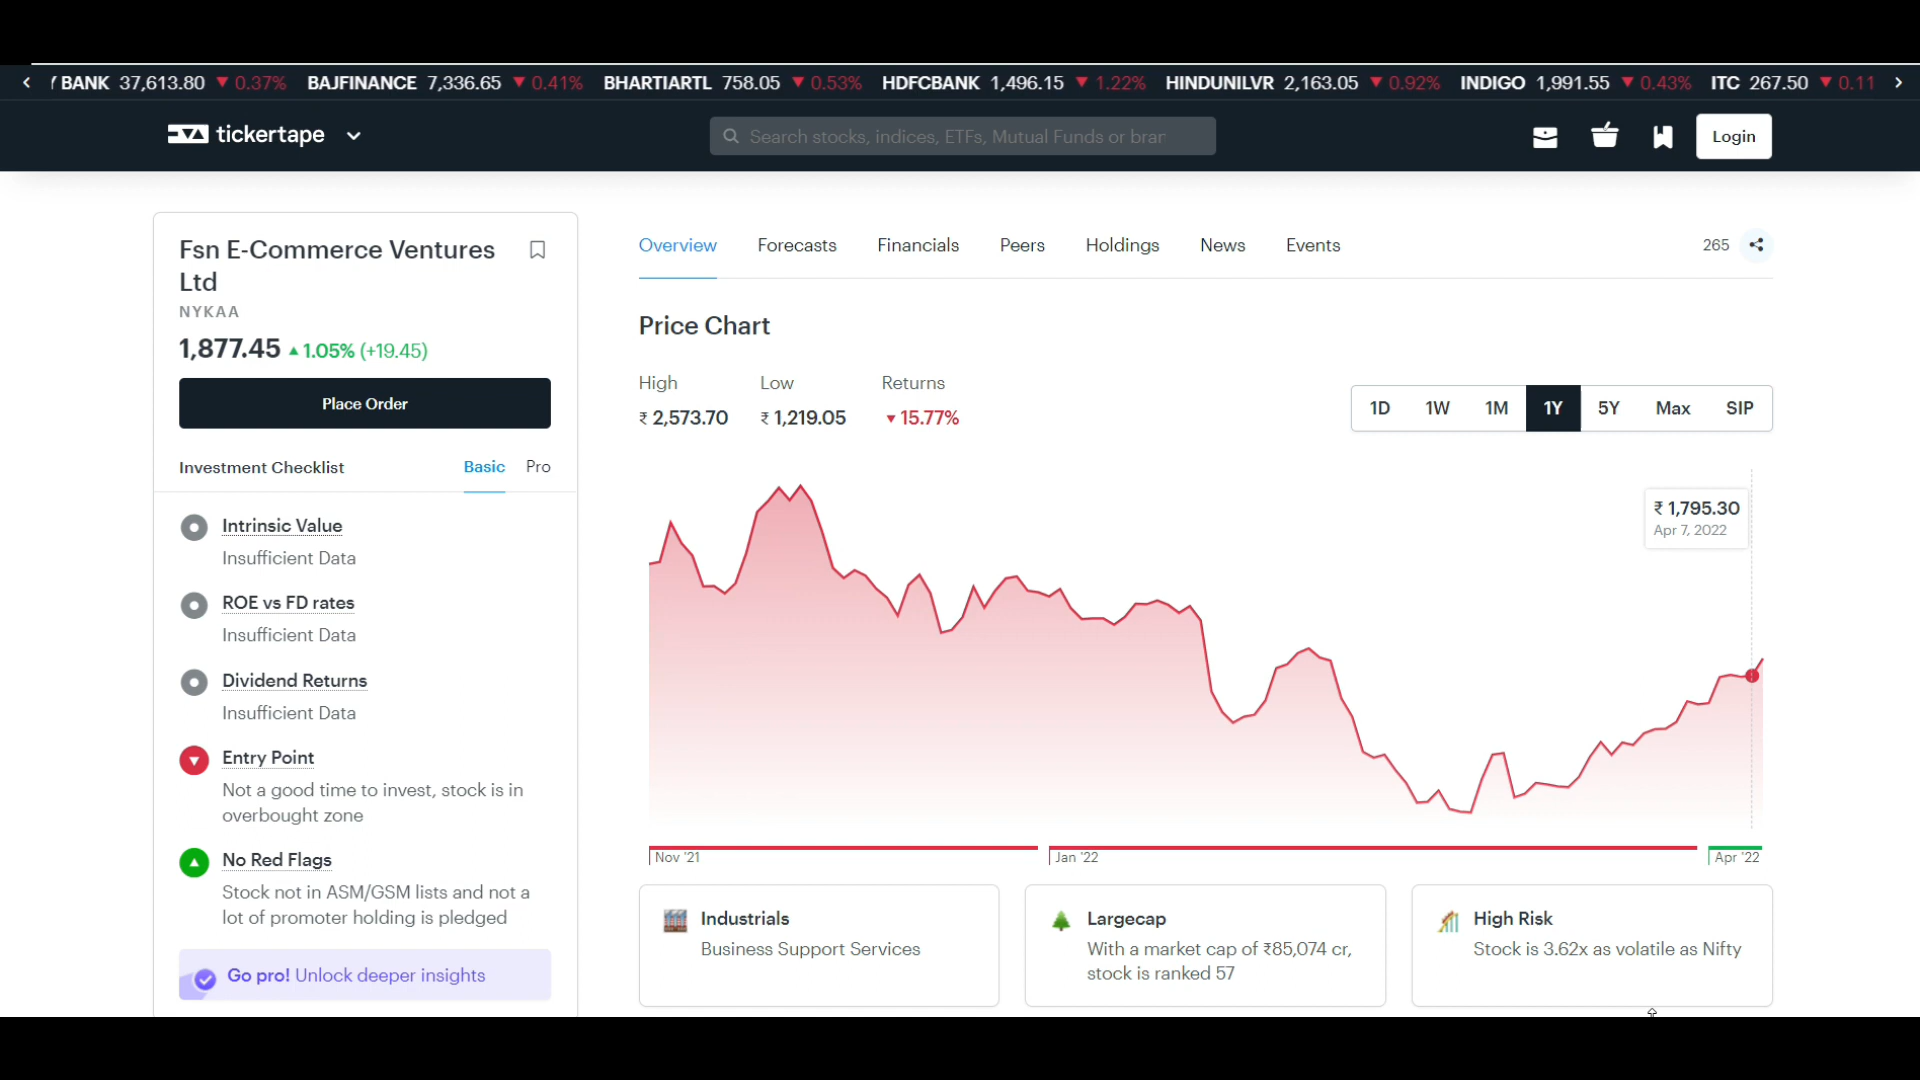 Y BANK 37,613.80 ▼ 0.37% BAJFINANCE 7,336.65 ▼ 0.41% BHARTIARTL 758.05 ▼ 0.53% HDFCBANK 1,496.15 ▼ 1.22% HINDUNILVR 2,163.05 ▼ 0.92% INDIGO 1,991.55 ▼ 0.43% ITC 267.50 ▼ 0.11
tickertape
Search stocks, indices, ETFs, Mutual Funds or bran
Login
Fsn E-Commerce Ventures
Ltd
NYKAA
1,877.45 ▲ 1.05% (+19.45)
Place Order
Investment Checklist Basic Pro
Intrinsic Value
Insufficient Data
ROE vs FD rates
Insufficient Data
Dividend Returns
Insufficient Data
Entry Point
Not a good time to invest, stock is in
overbought zone
No Red Flags
Stock not in ASM/GSM lists and not a
lot of promoter holding is pledged
Go pro! Unlock deeper insights
Overview Forecasts Financials Peers Holdings News Events 265
Price Chart
High Low Returns
₹ 2,573.70 ₹ 1,219.05 ▼ 15.77%
1D 1W 1M 1Y 5Y Max SIP
₹ 1,795.30
Apr 7, 2022
Nov '21 Jan '22 Apr '22
Industrials
Business Support Services
Largecap
With a market cap of ₹85,074 cr,
stock is ranked 57
High Risk
Stock is 3.62x as volatile as Nifty